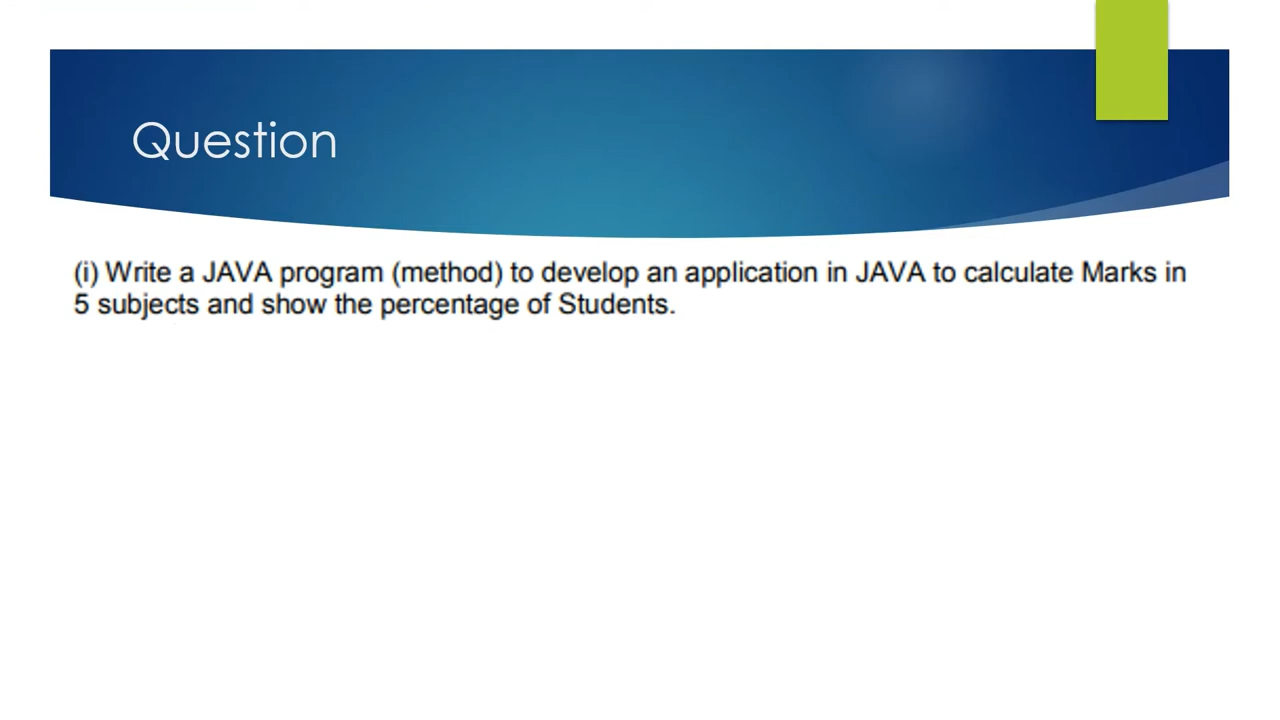 Question
(i) Write a JAVA program (method) to develop an application in JAVA to calculate Marks in
5 subjects and show the percentage of Students.